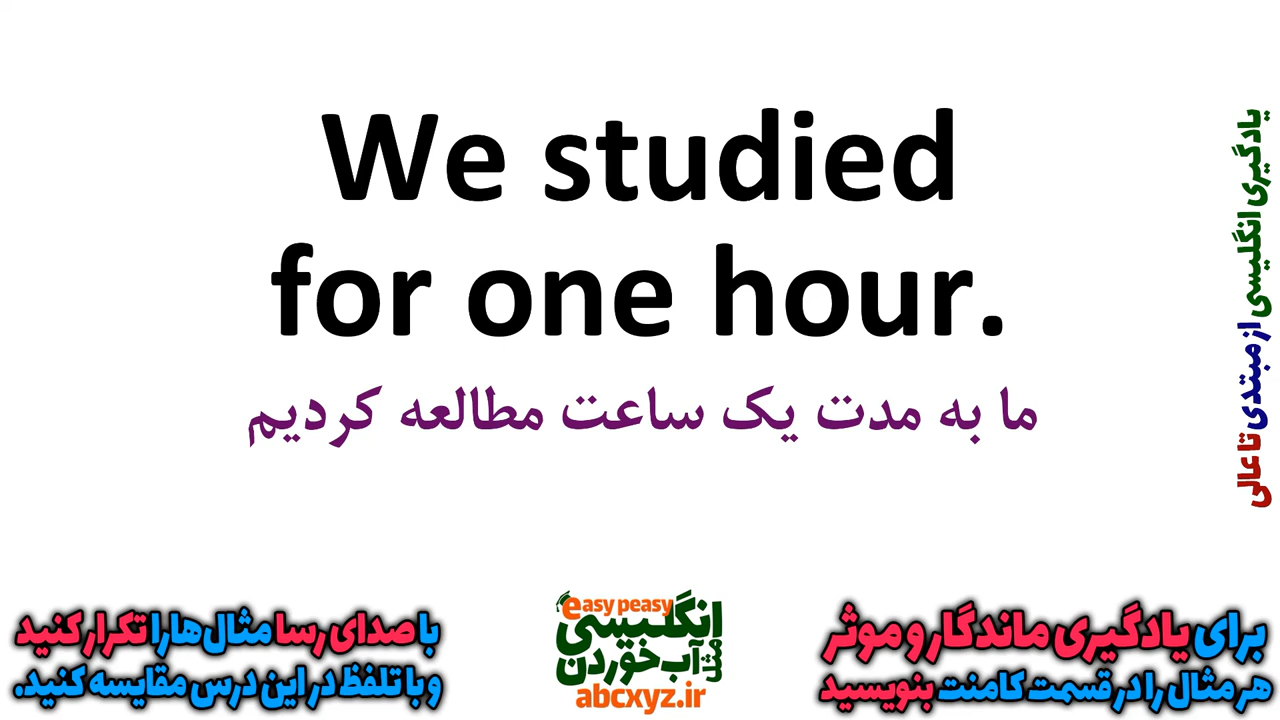 We studied
for one hour.
ما به مدت یک ساعت مطالعه کردیم
یادگیری انگلیسی از مبتدی تا عالی
با صدای رسا مثال‌ها را تکرار کنید
و با تلفظ در این درس مقایسه کنید.
easy peasy
انگلیسی
مثل آب خوردن
abcxyz.ir
برای یادگیری ماندگار و موثر
هر مثال را در قسمت کامنت بنویسید